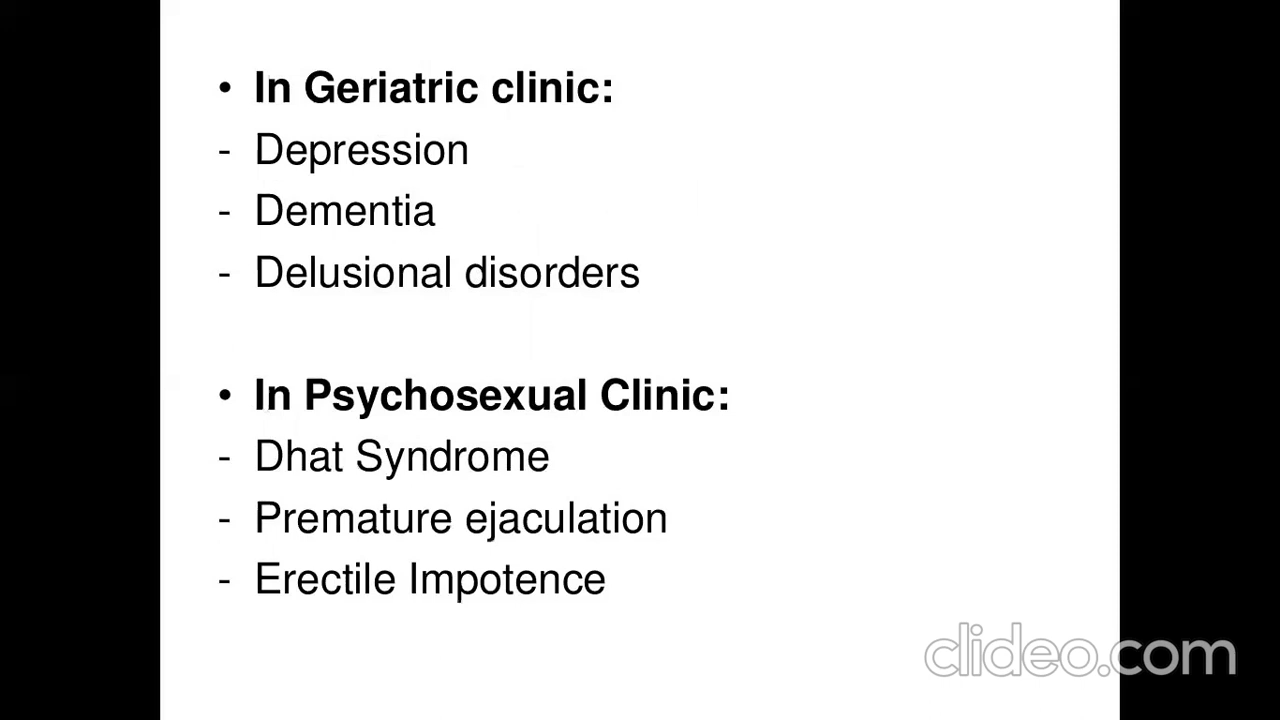 • In Geriatric clinic:
- Depression
- Dementia
- Delusional disorders
• In Psychosexual Clinic:
- Dhat Syndrome
- Premature ejaculation
- Erectile Impotence
clideo.com